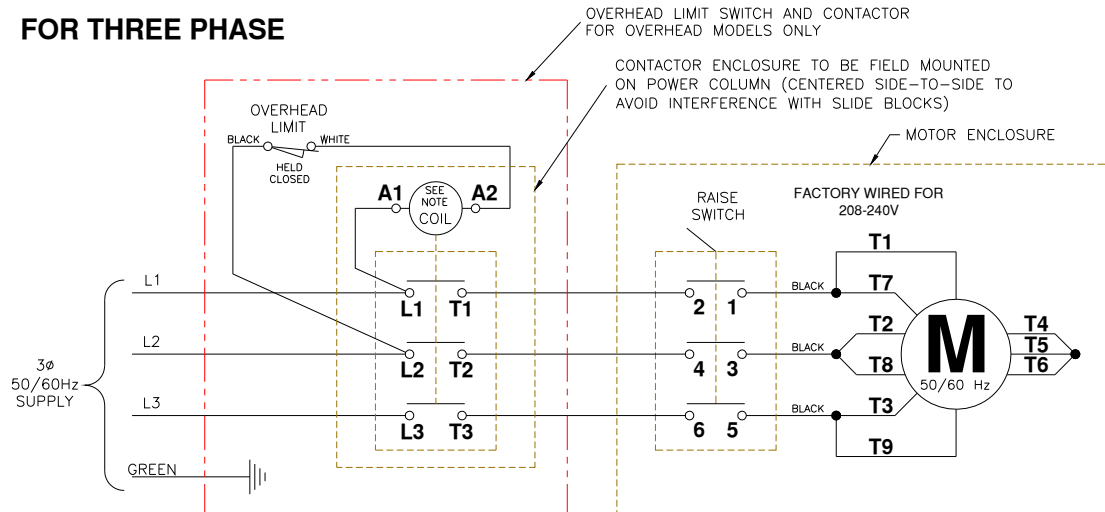 FOR THREE PHASE
OVERHEAD LIMIT SWITCH AND CONTACTOR
FOR OVERHEAD MODELS ONLY
CONTACTOR ENCLOSURE TO BE FIELD MOUNTED
ON POWER COLUMN (CENTERED SIDE-TO-SIDE TO
AVOID INTERFERENCE WITH SLIDE BLOCKS)
MOTOR ENCLOSURE
OVERHEAD
LIMIT
BLACK
WHITE
HELD
CLOSED
A1
SEE
NOTE
COIL
A2
RAISE
SWITCH
FACTORY WIRED FOR
208-240V
T1
L1
L1
T1
2
1
BLACK
T7
L2
L2
T2
4
3
BLACK
T2
T8
M
50/60 Hz
T4
T5
T6
3ø
50/60Hz
SUPPLY
L3
L3
T3
6
5
BLACK
T3
T9
GREEN